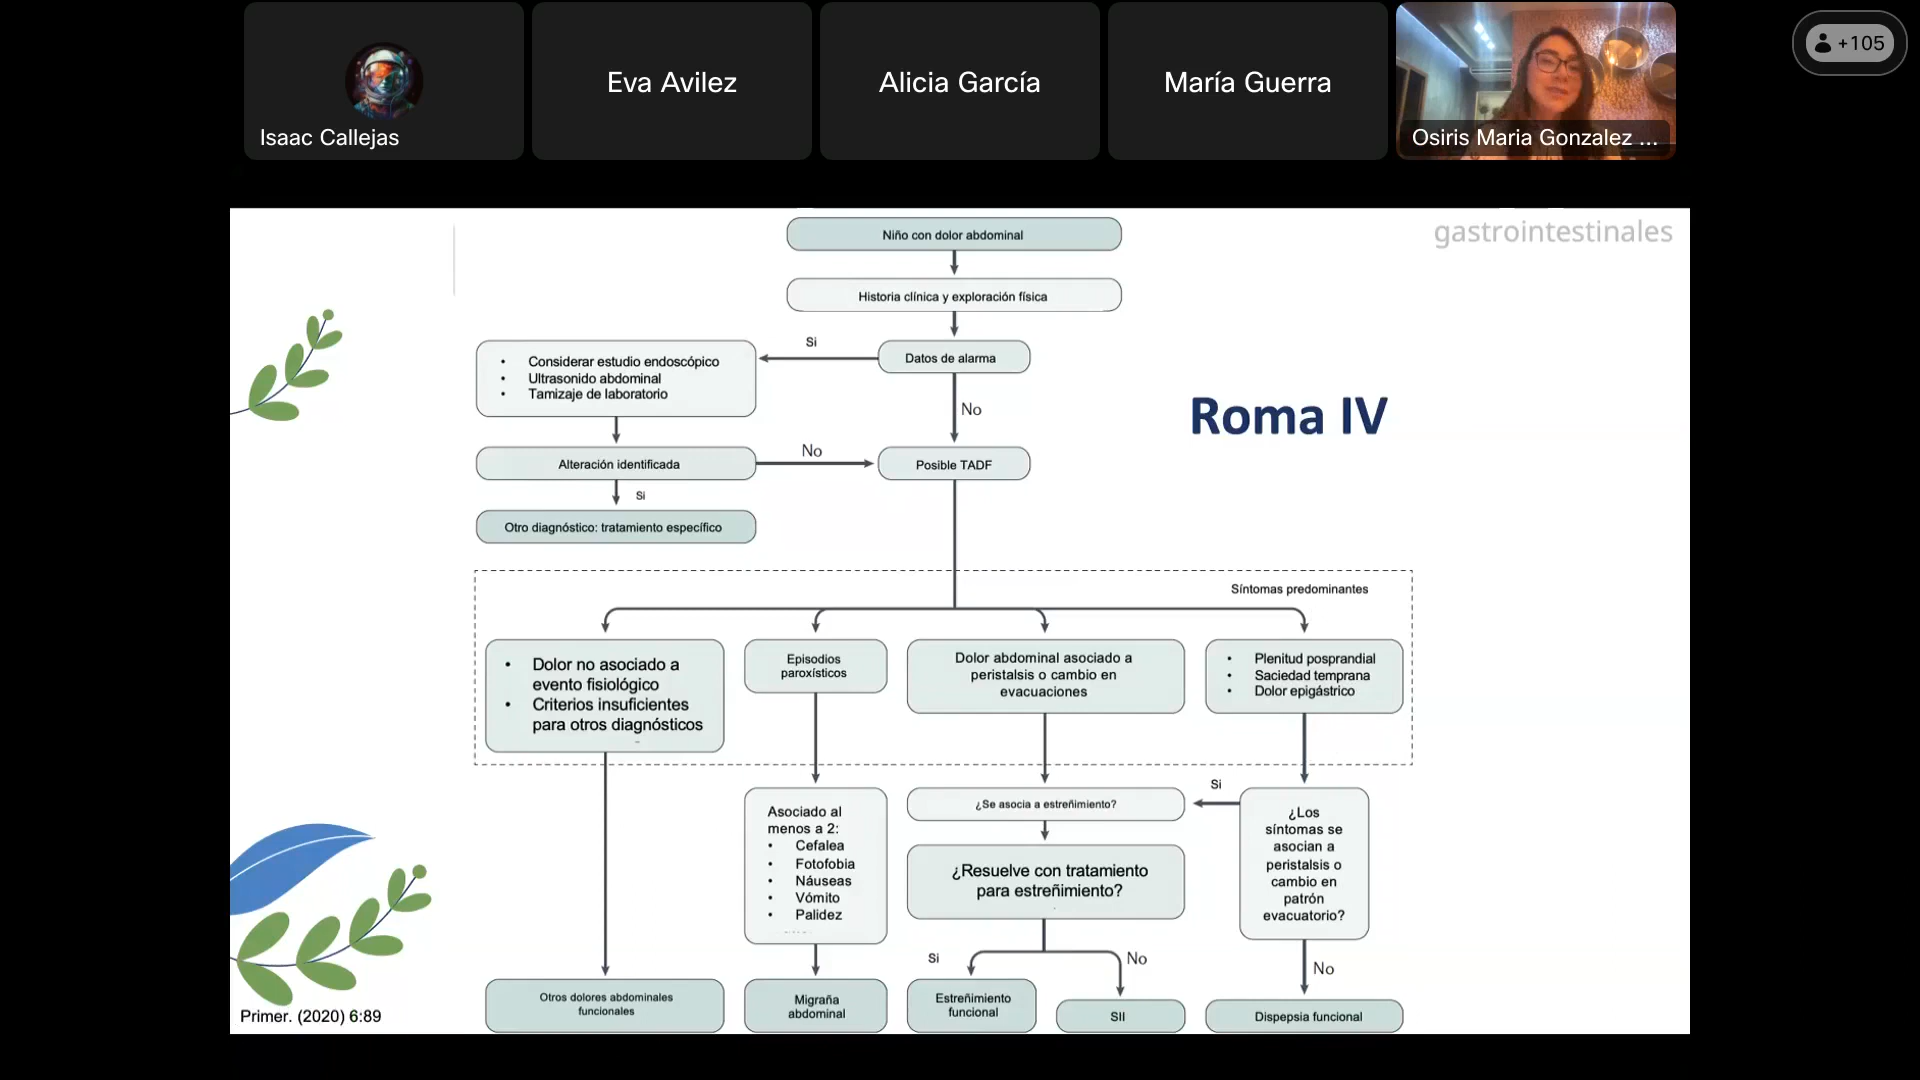 Isaac Callejas
Eva Avilez
Alicia García
María Guerra
Osiris Maria Gonzalez ...
+105
gastrointestinales
Niño con dolor abdominal
Historia clínica y exploración física
Datos de alarma
Si
• Considerar estudio endoscópico
• Ultrasonido abdominal
• Tamizaje de laboratorio
No
Roma IV
Alteración identificada
No
Posible TADF
Si
Otro diagnóstico: tratamiento específico
Síntomas predominantes
• Dolor no asociado a
evento fisiológico
• Criterios insuficientes
para otros diagnósticos
Episodios
paroxísticos
Dolor abdominal asociado a
peristalsis o cambio en
evacuaciones
• Plenitud posprandial
• Saciedad temprana
• Dolor epigástrico
Asociado al
menos a 2:
• Cefalea
• Fotofobia
• Náuseas
• Vómito
• Palidez
¿Se asocia a estreñimiento?
Si
¿Los
síntomas se
asocian a
peristalsis o
cambio en
patrón
evacuatorio?
¿Resuelve con tratamiento
para estreñimiento?
Si
No
No
Otros dolores abdominales
funcionales
Migraña
abdominal
Estreñimiento
funcional
SII
Dispepsia funcional
Primer. (2020) 6:89